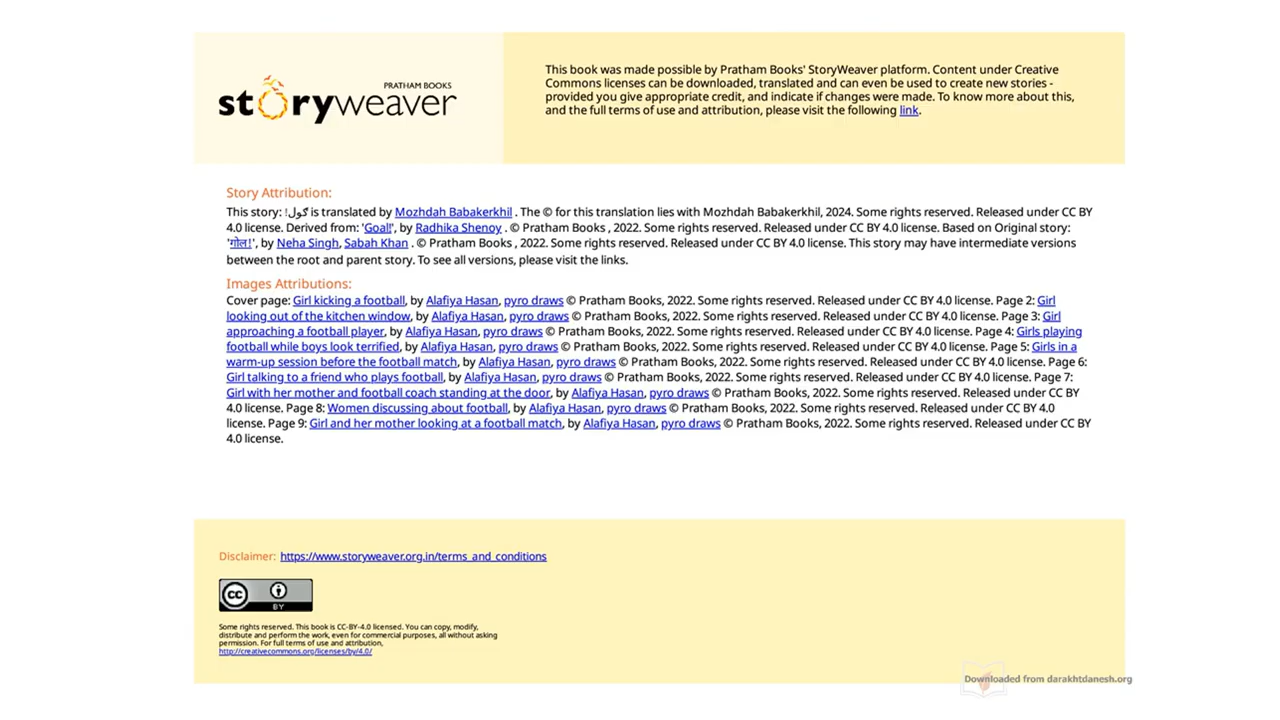 PRATHAM BOOKS
storyweaver
This book was made possible by Pratham Books' StoryWeaver platform. Content under Creative
Commons licenses can be downloaded, translated and can even be used to create new stories -
provided you give appropriate credit, and indicate if changes were made. To know more about this,
and the full terms of use and attribution, please visit the following link.
Story Attribution:
This story: ګول! is translated by Mozhdah Babakerkhil . The © for this translation lies with Mozhdah Babakerkhil, 2024. Some rights reserved. Released under CC BY
4.0 license. Derived from: 'Goal!', by Radhika Shenoy . © Pratham Books , 2022. Some rights reserved. Released under CC BY 4.0 license. Based on Original story:
'गोल!', by Neha Singh, Sabah Khan . © Pratham Books , 2022. Some rights reserved. Released under CC BY 4.0 license. This story may have intermediate versions
between the root and parent story. To see all versions, please visit the links.
Images Attributions:
Cover page: Girl kicking a football, by Alafiya Hasan, pyro draws © Pratham Books, 2022. Some rights reserved. Released under CC BY 4.0 license. Page 2: Girl
looking out of the kitchen window, by Alafiya Hasan, pyro draws © Pratham Books, 2022. Some rights reserved. Released under CC BY 4.0 license. Page 3: Girl
approaching a football player, by Alafiya Hasan, pyro draws © Pratham Books, 2022. Some rights reserved. Released under CC BY 4.0 license. Page 4: Girls playing
football while boys look terrified, by Alafiya Hasan, pyro draws © Pratham Books, 2022. Some rights reserved. Released under CC BY 4.0 license. Page 5: Girls in a
warm-up session before the football match, by Alafiya Hasan, pyro draws © Pratham Books, 2022. Some rights reserved. Released under CC BY 4.0 license. Page 6:
Girl talking to a friend who plays football, by Alafiya Hasan, pyro draws © Pratham Books, 2022. Some rights reserved. Released under CC BY 4.0 license. Page 7:
Girl with her mother and football coach standing at the door, by Alafiya Hasan, pyro draws © Pratham Books, 2022. Some rights reserved. Released under CC BY
4.0 license. Page 8: Women discussing about football, by Alafiya Hasan, pyro draws © Pratham Books, 2022. Some rights reserved. Released under CC BY 4.0
license. Page 9: Girl and her mother looking at a football match, by Alafiya Hasan, pyro draws © Pratham Books, 2022. Some rights reserved. Released under CC BY
4.0 license.
Disclaimer: https://www.storyweaver.org.in/terms_and_conditions
CC
BY
Some rights reserved. This book is CC-BY-4.0 licensed. You can copy, modify,
distribute and perform the work, even for commercial purposes, all without asking
permission. For full terms of use and attribution,
http://creativecommons.org/licenses/by/4.0/
Downloaded from darakhtdanesh.org